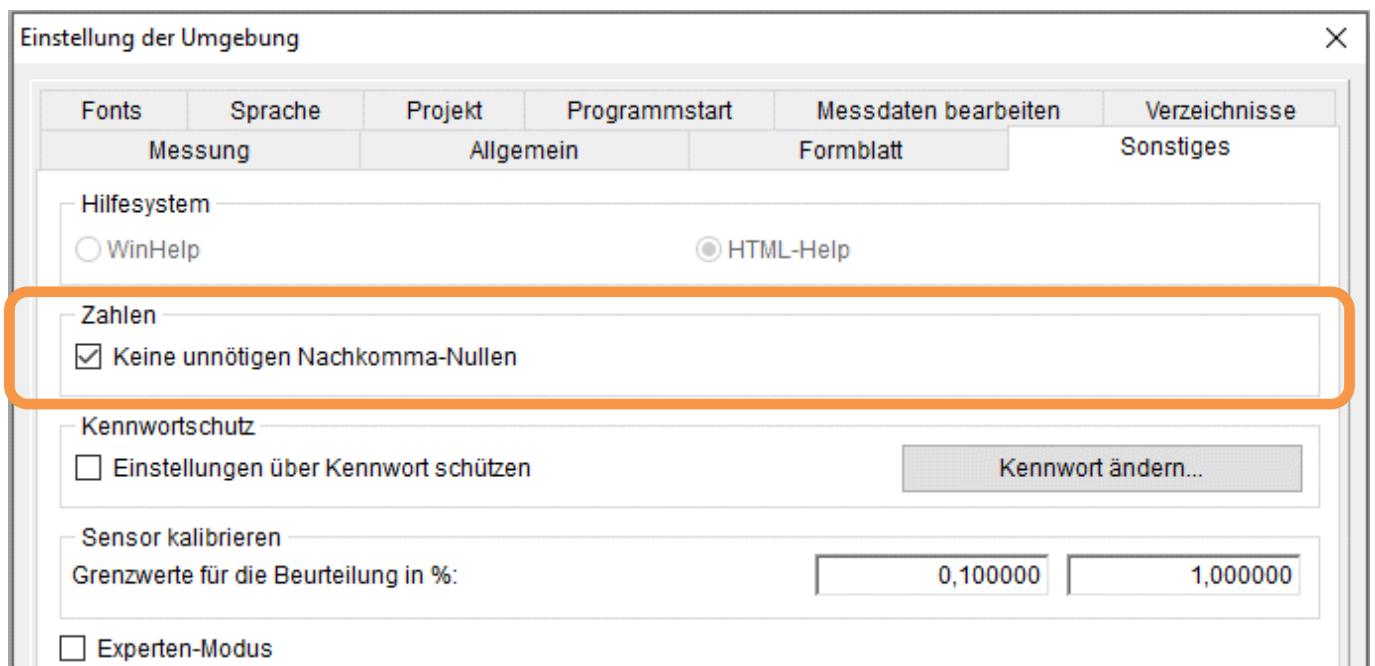 Einstellung der Umgebung
Fonts Sprache Projekt Programmstart Messdaten bearbeiten Verzeichnisse
Messung Allgemein Formblatt Sonstiges
Hilfesystem
WinHelp HTML-Help
Zahlen
Keine unnötigen Nachkomma-Nullen
Kennwortschutz
Einstellungen über Kennwort schützen Kennwort ändern...
Sensor kalibrieren
Grenzwerte für die Beurteilung in %: 0,100000 1,000000
Experten-Modus